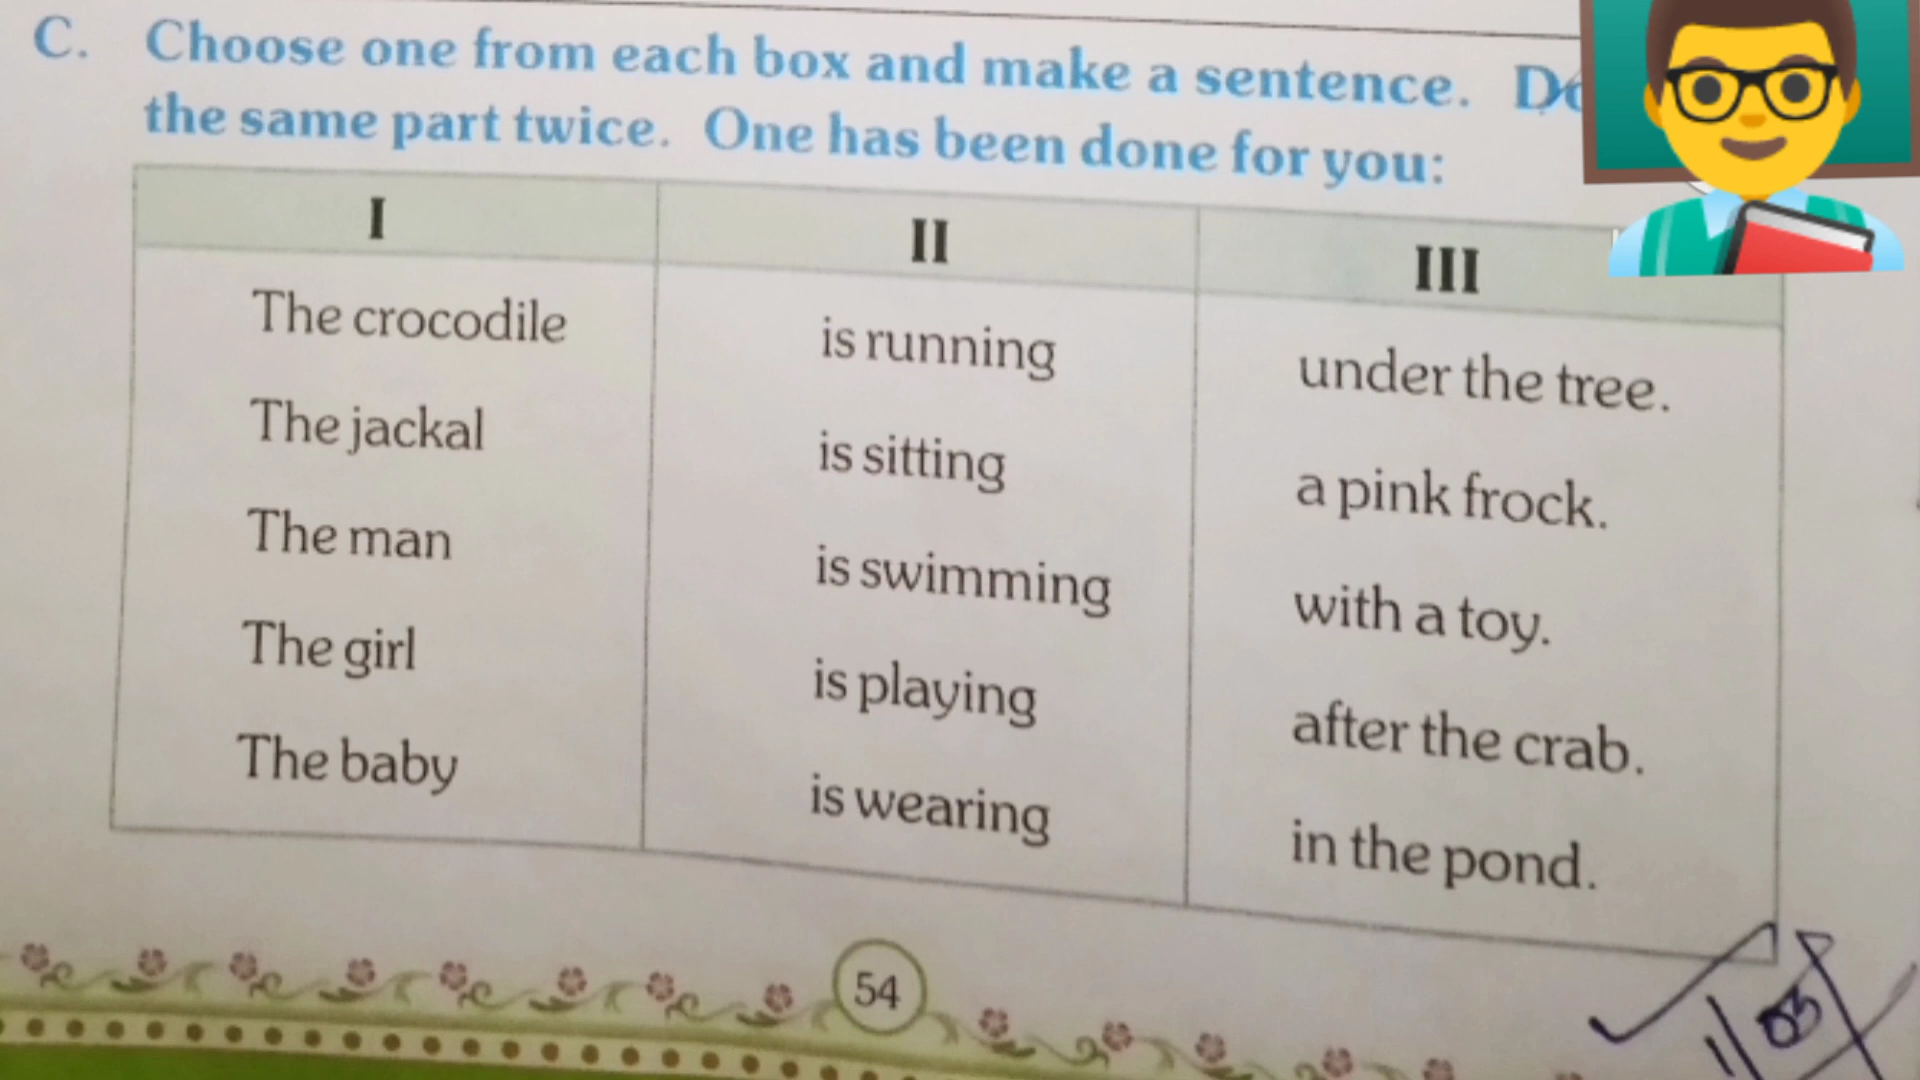 C. Choose one from each box and make a sentence.
the same part twice. One has been done for you:
I II III
The crocodile is running under the tree.
The jackal is sitting a pink frock.
The man is swimming with a toy.
The girl is playing after the crab.
The baby is wearing in the pond.
54